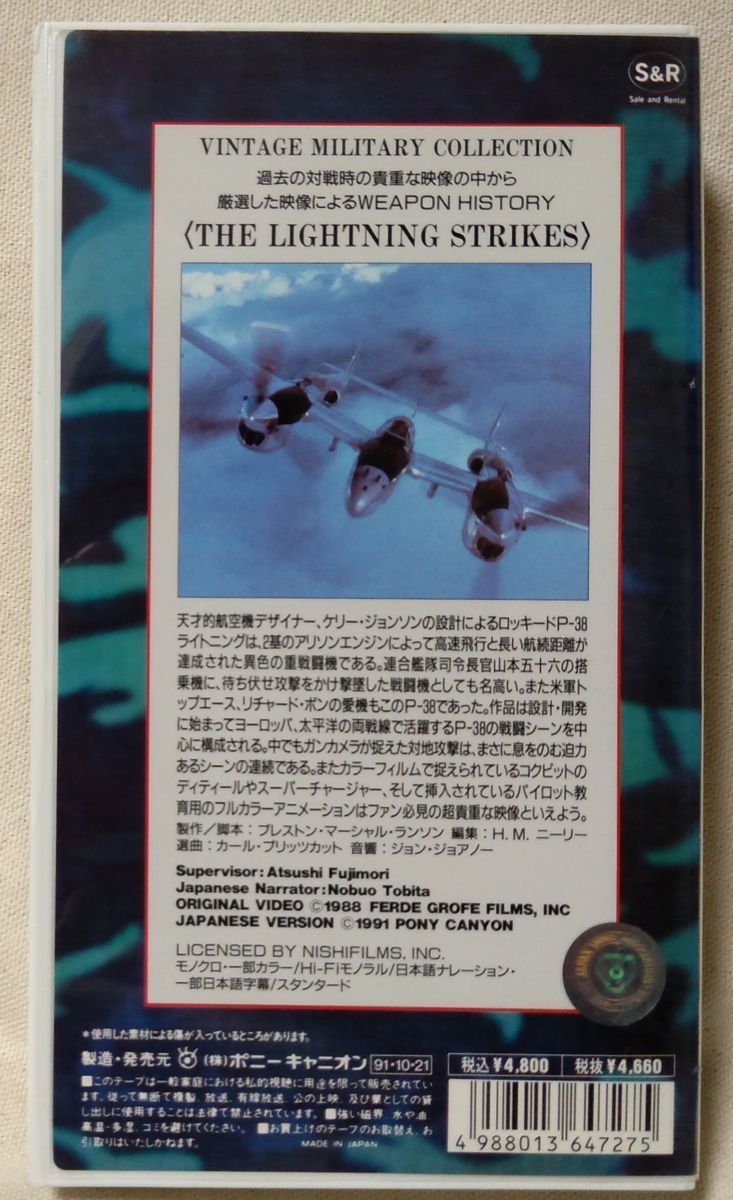 S&R
Sale and Rental
VINTAGE MILITARY COLLECTION
過去の対戦時の貴重な映像の中から
厳選した映像によるWEAPON HISTORY
〈THE LIGHTNING STRIKES〉
天才的航空機デザイナー、ケリー・ジョンソンの設計によるロッキードP-38
ライトニングは、2基のアリソンエンジンによって高速飛行と長い航続距離が
達成された異色の重戦闘機である。連合艦隊司令長官山本五十六の搭
乗機に、待ち伏せ攻撃をかけ撃墜した戦闘機としても名高い。また米軍ト
ップエース、リチャード・ボンの愛機もこのP-38であった。作品は設計・開発
に始まってヨーロッパ、太平洋の両戦線で活躍するP-38の戦闘シーンを中
心に構成される。中でもガンカメラが捉えた対地攻撃は、まさに息をのむ迫力
あるシーンの連続である。またカラーフィルムで捉えられているコクピットの
ディティールやスーパーチャージャー、そして挿入されているパイロット教
育用のフルカラーアニメーションはファン必見の超貴重な映像といえよう。
製作/脚本:プレストン・マーシャル・ランソン 編集:H.M.ニーリー
選曲:カール・プリッツカット 音響:ジョン・ジョアノー
Supervisor:Atsushi Fujimori
Japanese Narrator:Nobuo Tobita
ORIGINAL VIDEO ©1988 FERDE GROFE FILMS, INC
JAPANESE VERSION ©1991 PONY CANYON
LICENSED BY NISHIFILMS, INC.
モノクロ・一部カラー/Hi-Fiモノラル/日本語ナレーション・
一部日本語字幕/スタンダード
*使用した素材による傷が入っているところがあります。
製造・発売元 (株)ポニーキャニオン 91・10・21
税込¥4,800 税抜¥4,660
■このテープは一般家庭における私的視聴に用途を限って販売されてい
ます。従って無断で複製、放送、有線放送、公の上映、及び業としての貸
し出しに使用することは法律で禁止されています。■強い磁界、水や油、
高温・多湿、ゴミを避けてください。■お買上げのテープのお取替え、お
引取りはいたしかねます。
MADE IN JAPAN
4 988013 647275